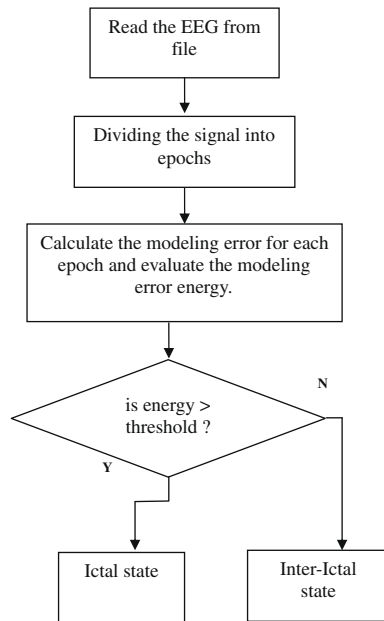 Read the EEG from
file
Dividing the signal into
epochs
Calculate the modeling error for each
epoch and evaluate the modeling
error energy.
N
is energy >
threshold ?
Y
Ictal state
Inter-Ictal
state